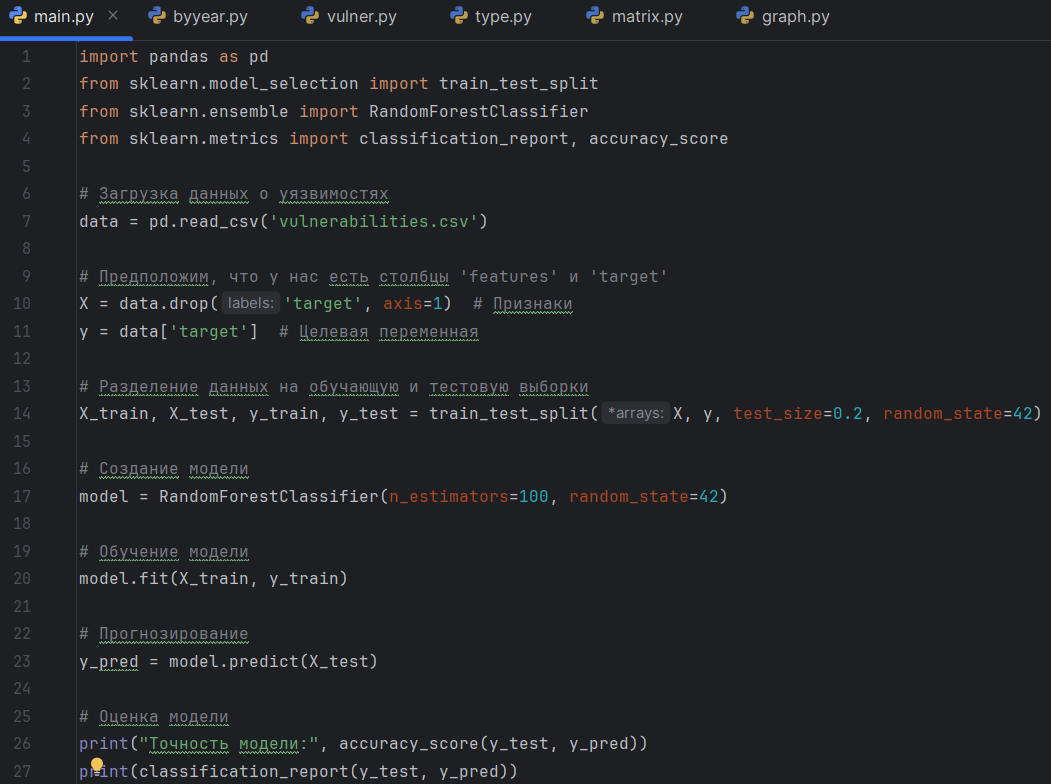 main.py × byyear.py vulner.py type.py matrix.py graph.py
1 import pandas as pd
2 from sklearn.model_selection import train_test_split
3 from sklearn.ensemble import RandomForestClassifier
4 from sklearn.metrics import classification_report, accuracy_score
5
6 # Загрузка данных о уязвимостях
7 data = pd.read_csv('vulnerabilities.csv')
8
9 # Предположим, что у нас есть столбцы 'features' и 'target'
10 X = data.drop( labels: 'target', axis=1)  # Признаки
11 y = data['target']  # Целевая переменная
12
13 # Разделение данных на обучающую и тестовую выборки
14 X_train, X_test, y_train, y_test = train_test_split( *arrays: X, y, test_size=0.2, random_state=42)
15
16 # Создание модели
17 model = RandomForestClassifier(n_estimators=100, random_state=42)
18
19 # Обучение модели
20 model.fit(X_train, y_train)
21
22 # Прогнозирование
23 y_pred = model.predict(X_test)
24
25 # Оценка модели
26 print("Точность модели:", accuracy_score(y_test, y_pred))
27 print(classification_report(y_test, y_pred))